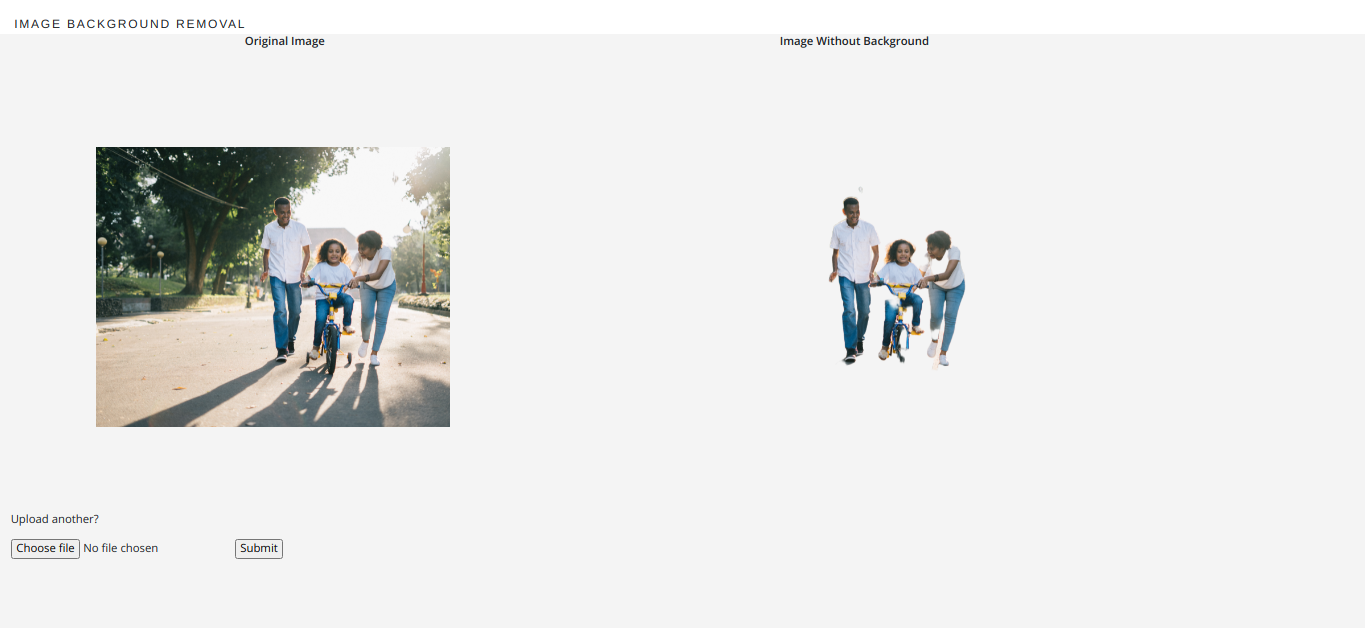 IMAGE BACKGROUND REMOVAL
Original Image
Image Without Background
Upload another?
Choose file No file chosen Submit